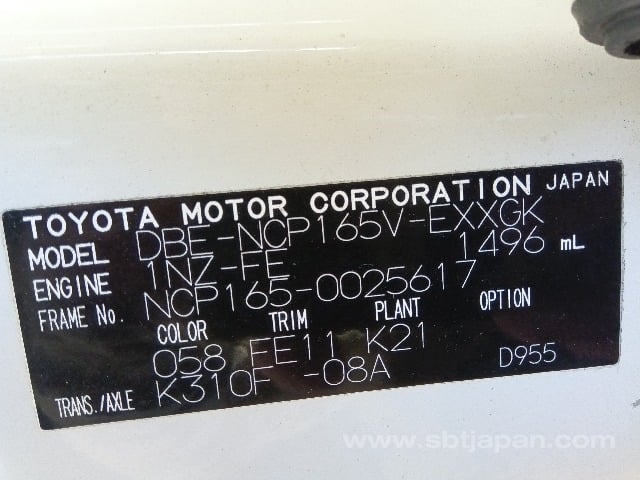 TOYOTA MOTOR CORPORATION JAPAN
MODEL DBE-NCP165V-EXXGK
ENGINE 1NZ-FE 1496 mL
FRAME No. NCP165-0025617
COLOR TRIM PLANT OPTION
058 FE11 K21
TRANS./AXLE K310F -08A D955
www.sbtjapan.com